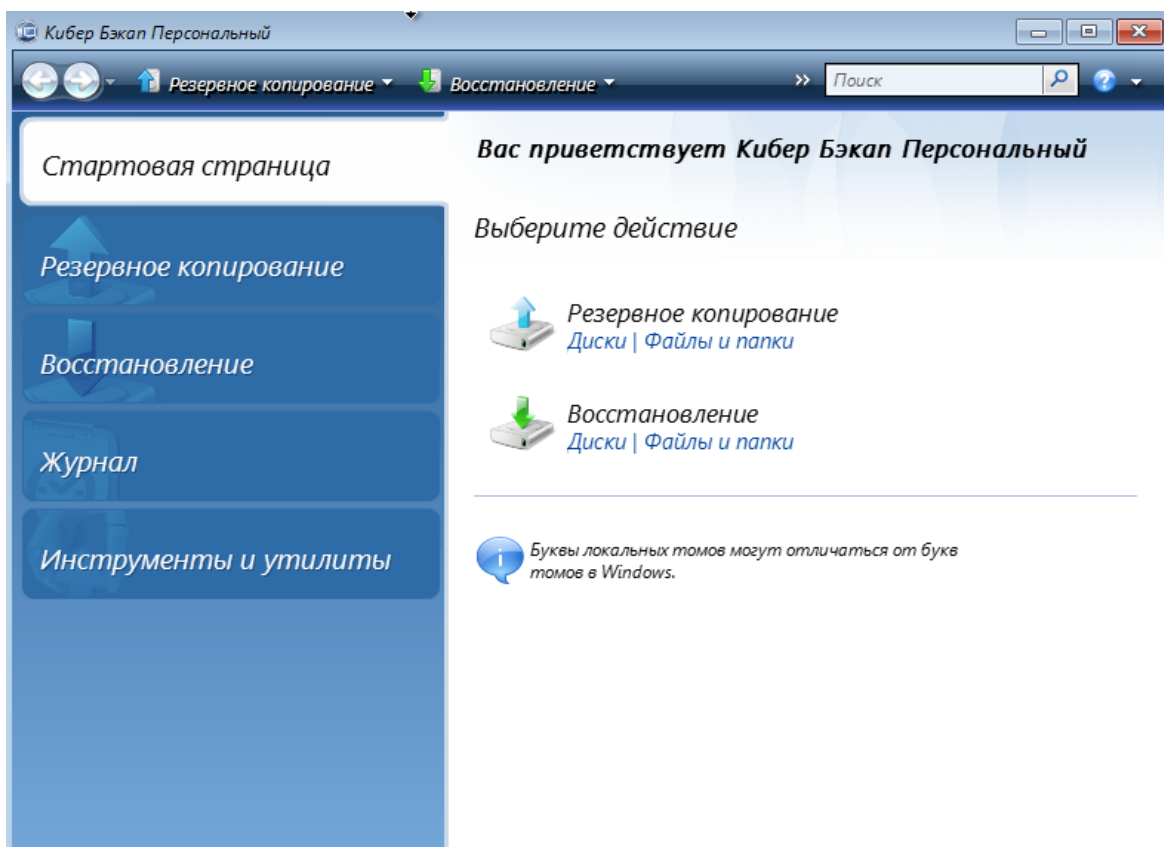 Кибер Бэкап Персональный
Резервное копирование
Восстановление
Поиск
Стартовая страница
Резервное копирование
Восстановление
Журнал
Инструменты и утилиты
Вас приветствует Кибер Бэкап Персональный
Выберите действие
Резервное копирование
Диски | Файлы и папки
Восстановление
Диски | Файлы и папки
Буквы локальных томов могут отличаться от букв
томов в Windows.